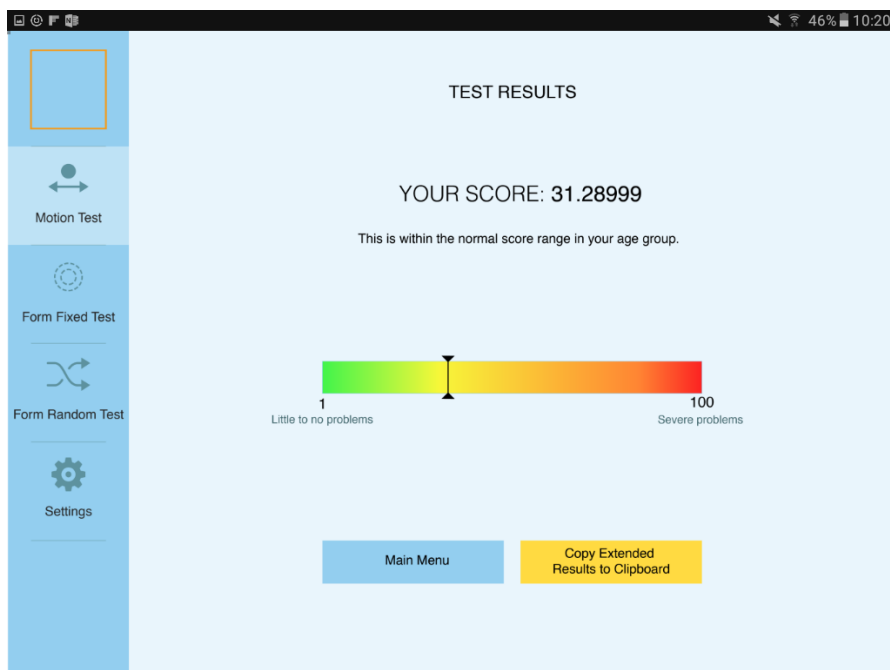 46% 10:20
TEST RESULTS
YOUR SCORE: 31.28999
This is within the normal score range in your age group.
Motion Test
Form Fixed Test
Form Random Test
Settings
1
100
Little to no problems
Severe problems
Main Menu
Copy Extended
Results to Clipboard